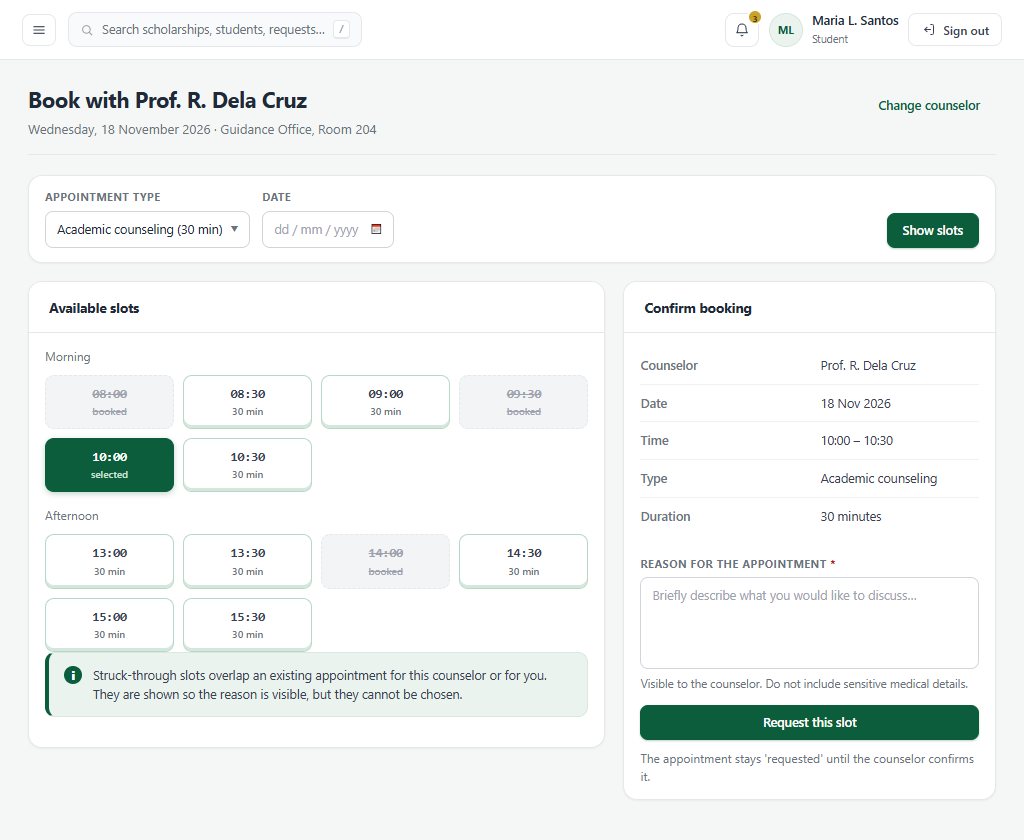 Search scholarships, students, requests... /
3
ML
Maria L. Santos
Student
Sign out
Book with Prof. R. Dela Cruz
Wednesday, 18 November 2026 · Guidance Office, Room 204
Change counselor
APPOINTMENT TYPE
DATE
Academic counseling (30 min)
dd / mm / yyyy
Show slots
Available slots
Morning
08:00
booked
08:30
30 min
09:00
30 min
09:30
booked
10:00
selected
10:30
30 min
Afternoon
13:00
30 min
13:30
30 min
14:00
booked
14:30
30 min
15:00
30 min
15:30
30 min
Struck-through slots overlap an existing appointment for this counselor or for you.
They are shown so the reason is visible, but they cannot be chosen.
Confirm booking
Counselor Prof. R. Dela Cruz
Date 18 Nov 2026
Time 10:00 – 10:30
Type Academic counseling
Duration 30 minutes
REASON FOR THE APPOINTMENT *
Briefly describe what you would like to discuss...
Visible to the counselor. Do not include sensitive medical details.
Request this slot
The appointment stays 'requested' until the counselor confirms
it.